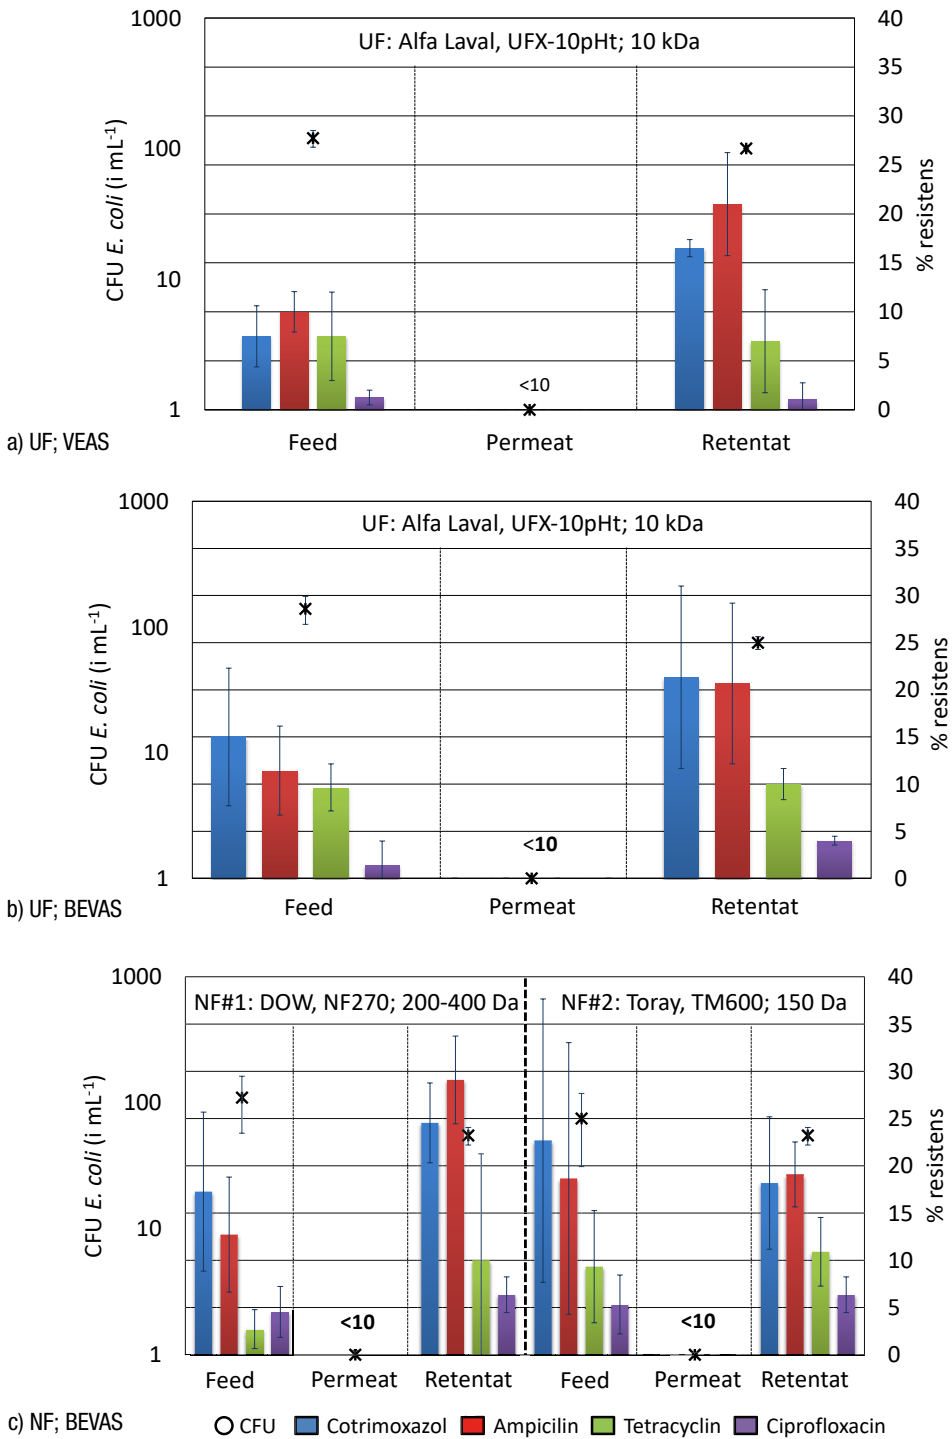 UF: Alfa Laval, UFX-10pHt; 10 kDa
CFU E. coli (i mL-1)
1000
100
10
1
<10
40
35
30
25
20
15
10
5
0
% resistens
Feed Permeat Retentat
a) UF; VEAS
UF: Alfa Laval, UFX-10pHt; 10 kDa
CFU E. coli (i mL-1)
1000
100
10
1
<10
40
35
30
25
20
15
10
5
0
% resistens
Feed Permeat Retentat
b) UF; BEVAS
NF#1: DOW, NF270; 200-400 Da NF#2: Toray, TM600; 150 Da
CFU E. coli (i mL-1)
1000
100
10
1
<10 <10
40
35
30
25
20
15
10
5
0
% resistens
Feed Permeat Retentat Feed Permeat Retentat
c) NF; BEVAS CFU Cotrimoxazol Ampicilin Tetracyclin Ciprofloxacin